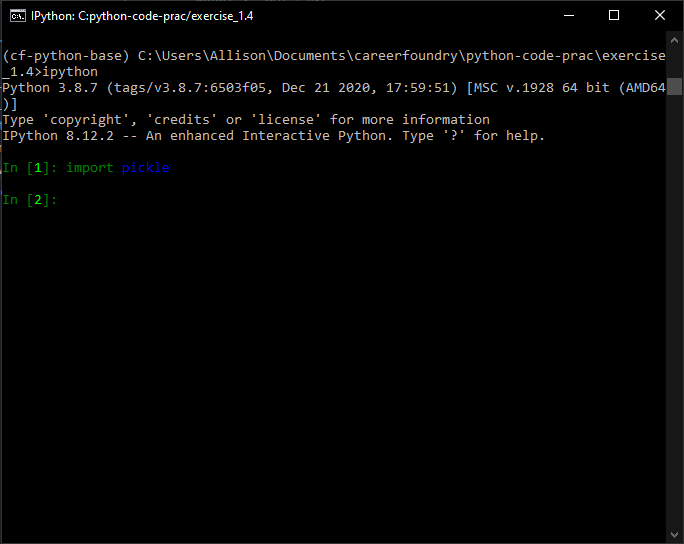 IPython: C:python-code-prac/exercise_1.4
(cf-python-base) C:\Users\Allison\Documents\careerfoundry\python-code-prac\exercise
_1.4>ipython
Python 3.8.7 (tags/v3.8.7:6503f05, Dec 21 2020, 17:59:51) [MSC v.1928 64 bit (AMD64
)]
Type 'copyright', 'credits' or 'license' for more information
IPython 8.12.2 -- An enhanced Interactive Python. Type '?' for help.
In [1]: import pickle
In [2]: